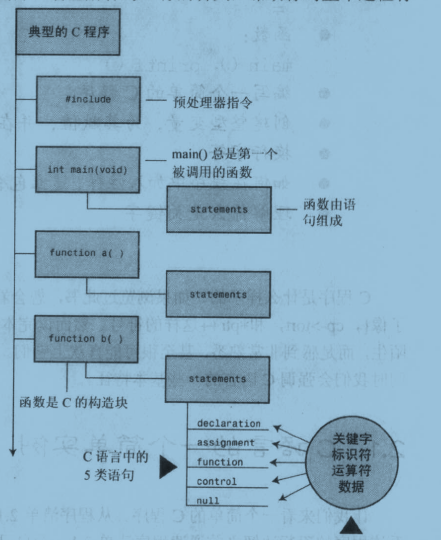 典型的 C 程序
#include
预处理器指令
int main(void)
main() 总是第一个
被调用的函数
statements
函数由语
句组成
function a( )
statements
function b( )
statements
函数是 C 的构造块
C 语言中的
5 类语句
declaration
assignment
function
control
null
关键字
标识符
运算符
数据